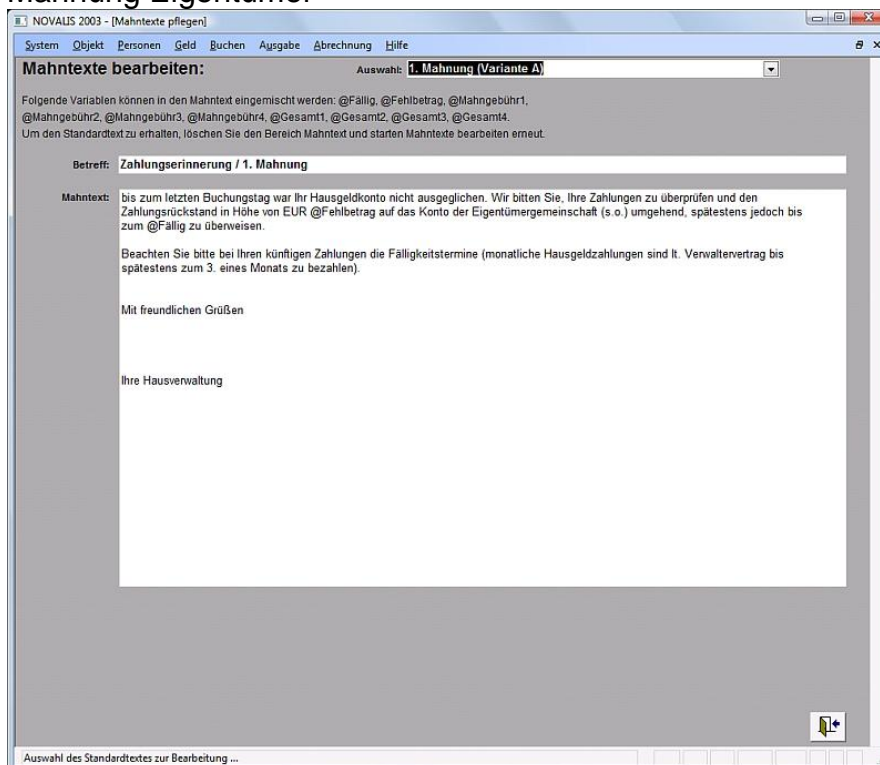 Mahnung Eigentümer
NOVALIS 2003 - [Mahntexte pflegen]
System Objekt Personen Geld Buchen Ausgabe Abrechnung Hilfe
Mahntexte bearbeiten: Auswahl: 1. Mahnung (Variante A)
Folgende Variablen können in den Mahntext eingemischt werden: @Fällig, @Fehlbetrag, @Mahngebühr1,
@Mahngebühr2, @Mahngebühr3, @Mahngebühr4, @Gesamt1, @Gesamt2, @Gesamt3, @Gesamt4.
Um den Standardtext zu erhalten, löschen Sie den Bereich Mahntext und starten Mahntexte bearbeiten erneut.
Betreff: Zahlungserinnerung / 1. Mahnung
Mahntext: bis zum letzten Buchungstag war Ihr Hausgeldkonto nicht ausgeglichen. Wir bitten Sie, Ihre Zahlungen zu überprüfen und den
Zahlungsrückstand in Höhe von EUR @Fehlbetrag auf das Konto der Eigentümergemeinschaft (s.o.) umgehend, spätestens jedoch bis
zum @Fällig zu überweisen.
Beachten Sie bitte bei Ihren künftigen Zahlungen die Fälligkeitstermine (monatliche Hausgeldzahlungen sind lt. Verwaltervertrag bis
spätestens zum 3. eines Monats zu bezahlen).
Mit freundlichen Grüßen
Ihre Hausverwaltung
Auswahl des Standardtextes zur Bearbeitung ...